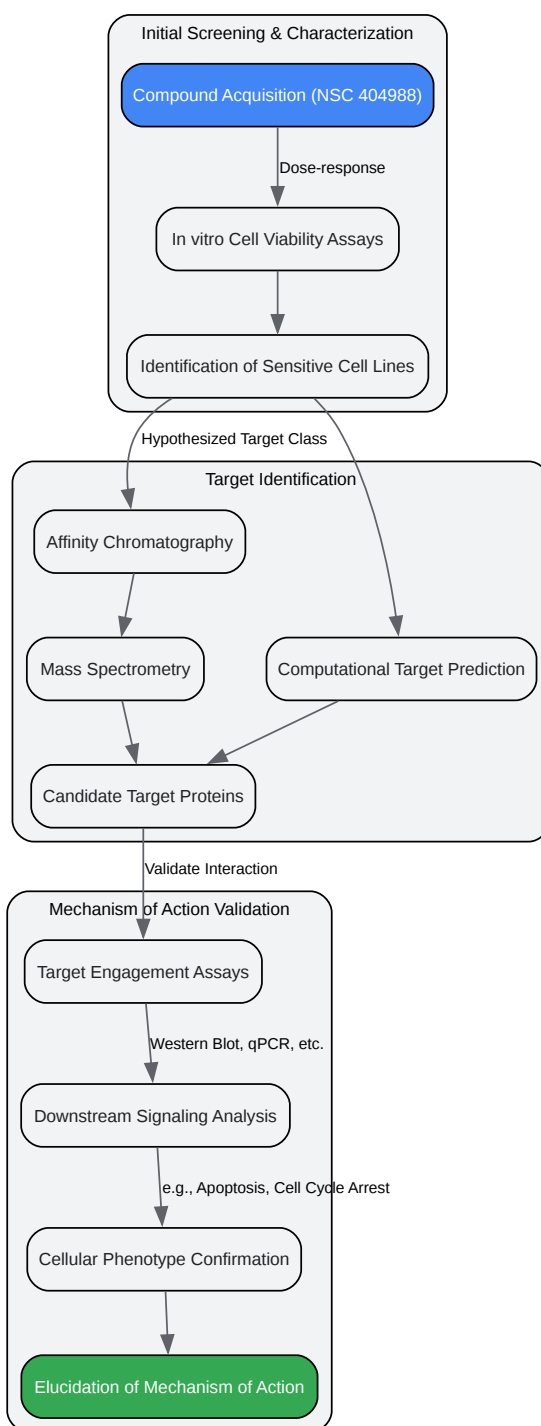 Initial Screening & Characterization
Compound Acquisition (NSC 404988)
Dose-response
In vitro Cell Viability Assays
Identification of Sensitive Cell Lines
Hypothesized Target Class
Target Identification
Affinity Chromatography
Mass Spectrometry
Computational Target Prediction
Candidate Target Proteins
Validate Interaction
Mechanism of Action Validation
Target Engagement Assays
Western Blot, qPCR, etc.
Downstream Signaling Analysis
e.g., Apoptosis, Cell Cycle Arrest
Cellular Phenotype Confirmation
Elucidation of Mechanism of Action